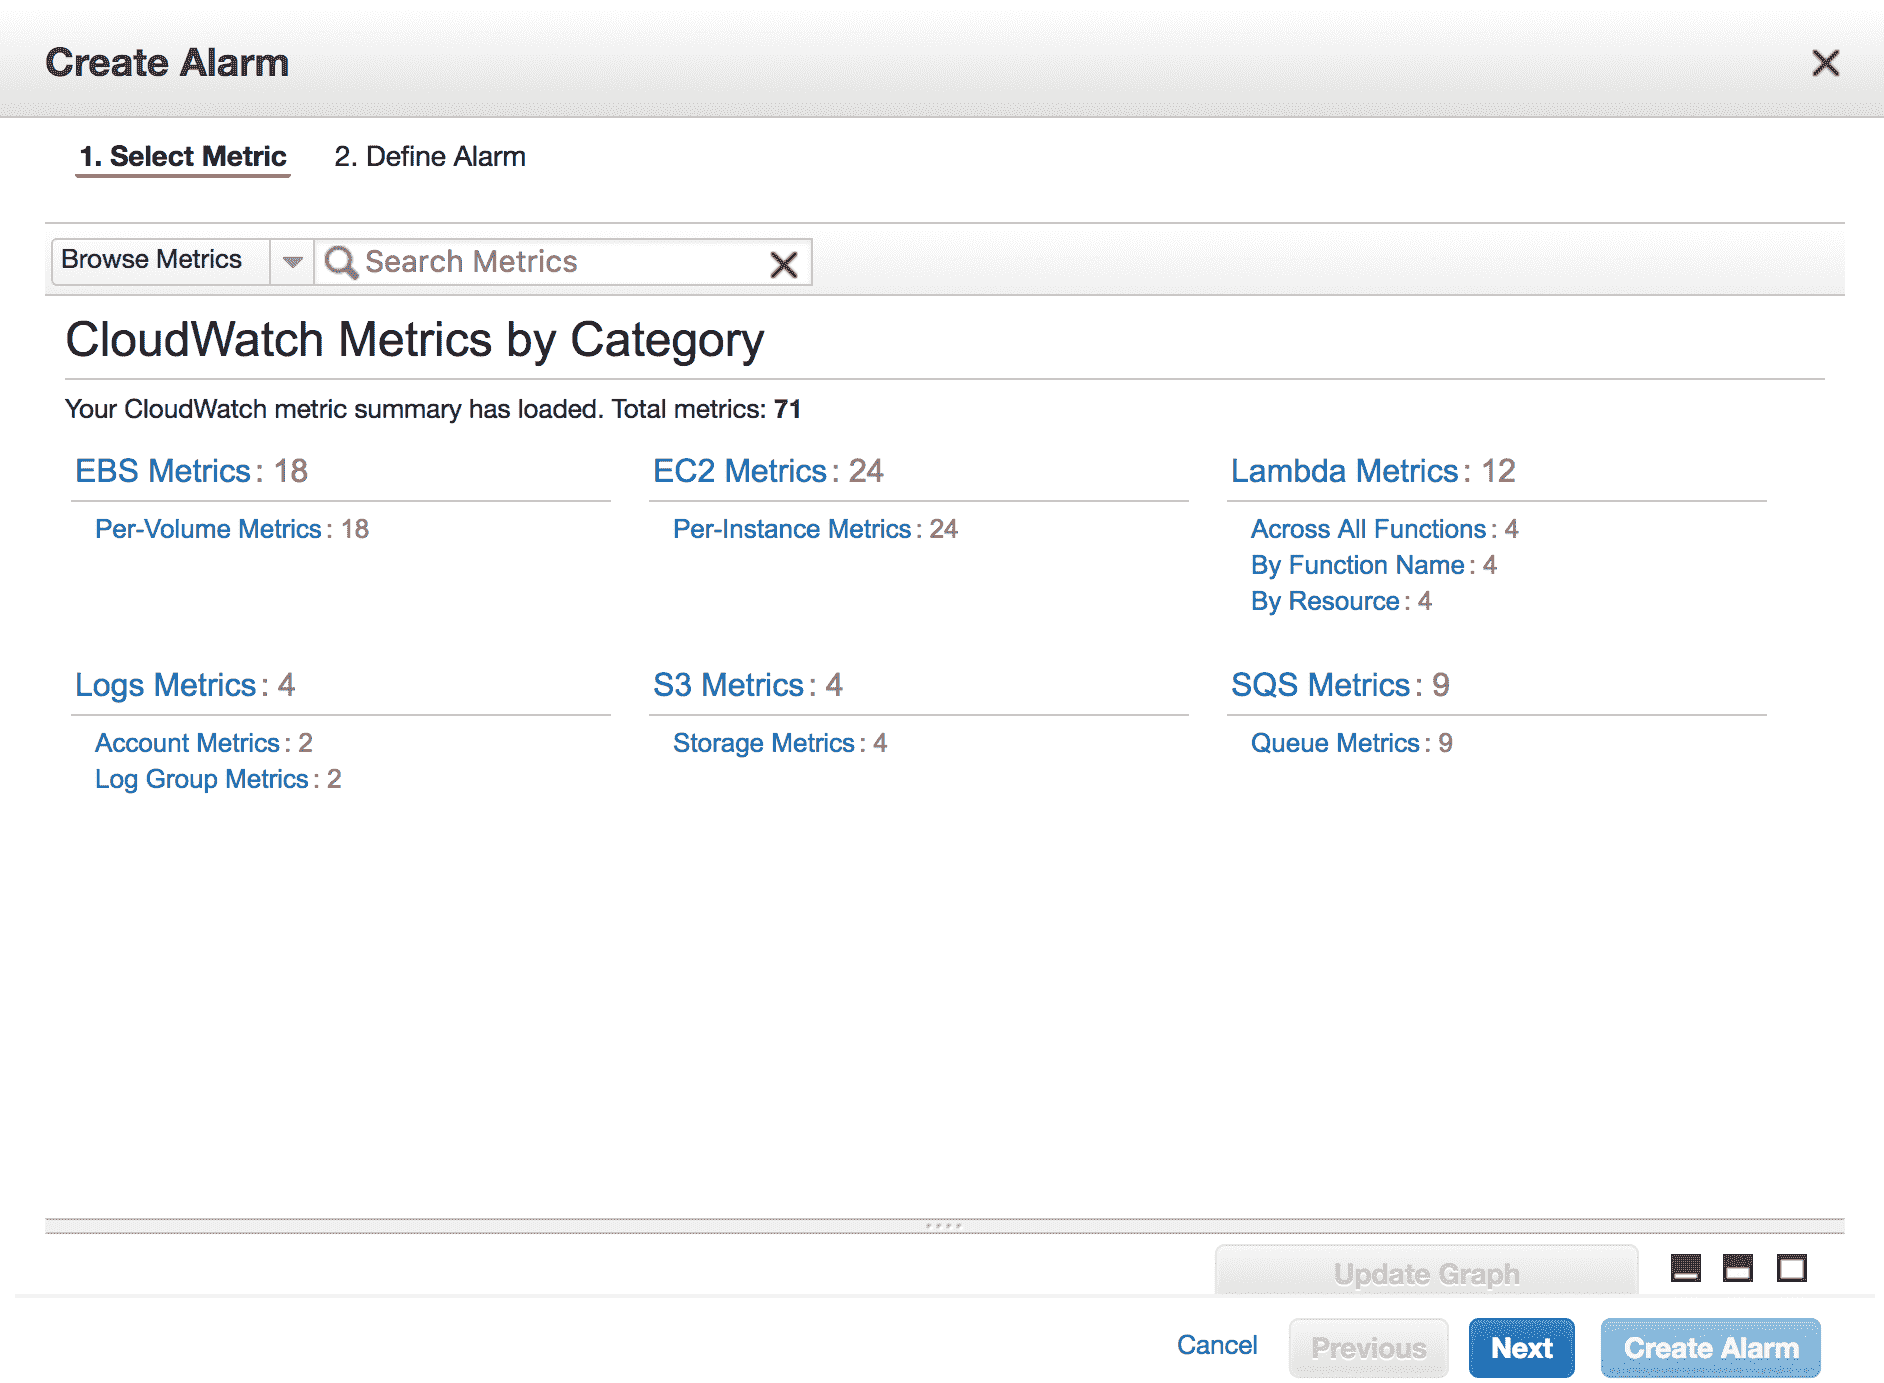 Create Alarm
1. Select Metric 2. Define Alarm
Browse Metrics Search Metrics
CloudWatch Metrics by Category
Your CloudWatch metric summary has loaded. Total metrics: 71
EBS Metrics : 18
Per-Volume Metrics : 18
EC2 Metrics : 24
Per-Instance Metrics : 24
Lambda Metrics : 12
Across All Functions : 4
By Function Name : 4
By Resource : 4
Logs Metrics : 4
Account Metrics : 2
Log Group Metrics : 2
S3 Metrics : 4
Storage Metrics : 4
SQS Metrics : 9
Queue Metrics : 9
Update Graph
Cancel Previous Next Create Alarm